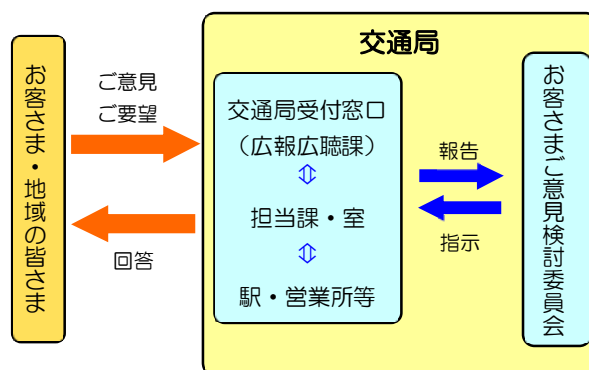 お客さま・地域の皆さま
ご意見
ご要望
回答
交通局
交通局受付窓口
（広報広聴課）
⇕
担当課・室
⇕
駅・営業所等
報告
指示
お客さまご意見検討委員会